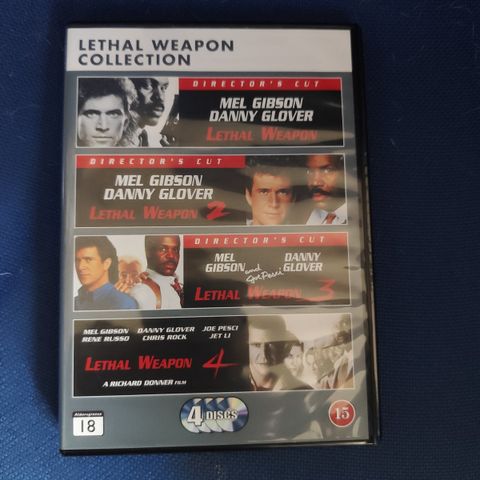 LETHAL WEAPON
COLLECTION
DIRECTOR'S CUT
MEL GIBSON
DANNY GLOVER
LETHAL WEAPON
DIRECTOR'S CUT
MEL GIBSON
DANNY GLOVER
LETHAL WEAPON 2
DIRECTOR'S CUT
MEL GIBSON DANNY GLOVER
and Joe Pesci
LETHAL WEAPON 3
MEL GIBSON DANNY GLOVER JOE PESCI
RENE RUSSO CHRIS ROCK JET LI
LETHAL WEAPON 4
A RICHARD DONNER FILM
4 DISCS
Aldersgrense
18
15